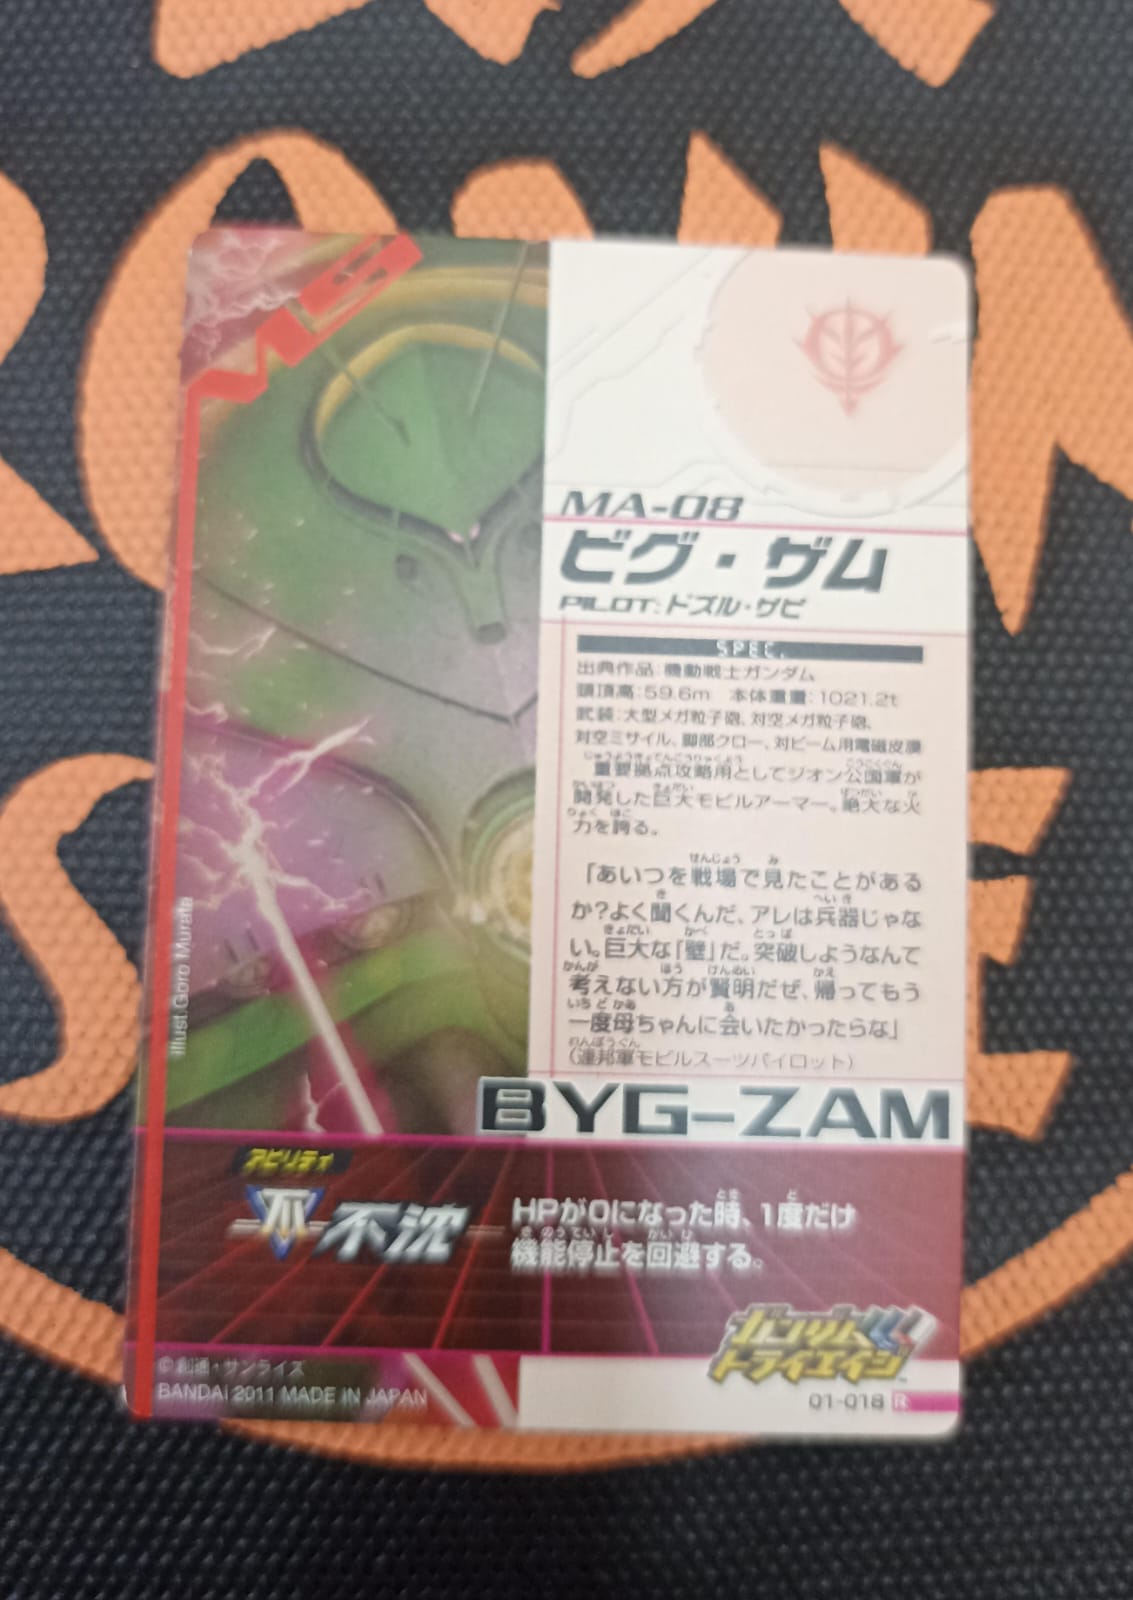 MS
MA-08
ビグ・ザム
PILOT:ドズル・ザビ
SPEC.
出典作品:機動戦士ガンダム
頭頂高:59.6m 本体重量:1021.2t
武装:大型メガ粒子砲、対空メガ粒子砲、
対空ミサイル、脚部クロー、対ビーム用電磁皮膜
重要拠点攻略用としてジオン公国軍が
開発した巨大モビルアーマー。絶大な火
力を誇る。
「あいつを戦場で見たことがある
か?よく聞くんだ、アレは兵器じゃな
い。巨大な「壁」だ。突破しようなんて
考えない方が賢明だぜ、帰ってもう
一度母ちゃんに会いたかったらな」
(連邦軍モビルスーツパイロット)
Illust.Goro Murata
BYG-ZAM
アビリティ
不沈
HPが0になった時、1度だけ
機能停止を回避する。
ガンダム
トライエイジ
©創通・サンライズ
BANDAI 2011 MADE IN JAPAN
01-018 R